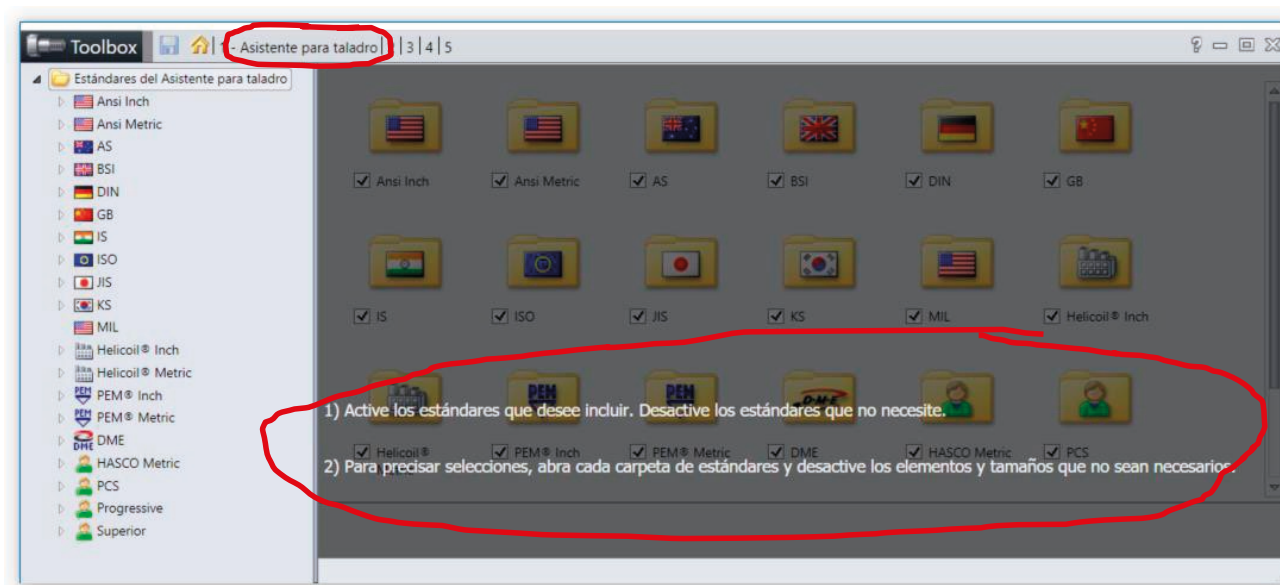 Toolbox 1 - Asistente para taladro 3 4 5
Estándares del Asistente para taladro
Ansi Inch
Ansi Metric
AS
BSI
DIN
GB
IS
ISO
JIS
KS
MIL
Helicoil® Inch
Helicoil® Metric
PEM® Inch
PEM® Metric
DME
HASCO Metric
PCS
Progressive
Superior
Ansi Inch Ansi Metric AS BSI DIN GB
IS ISO JIS KS MIL Helicoil® Inch
1) Active los estándares que desee incluir. Desactive los estándares que no necesite.
Helicoil® PEM® Inch PEM® Metric DME HASCO Metric PCS
2) Para precisar selecciones, abra cada carpeta de estándares y desactive los elementos y tamaños que no sean necesarios.